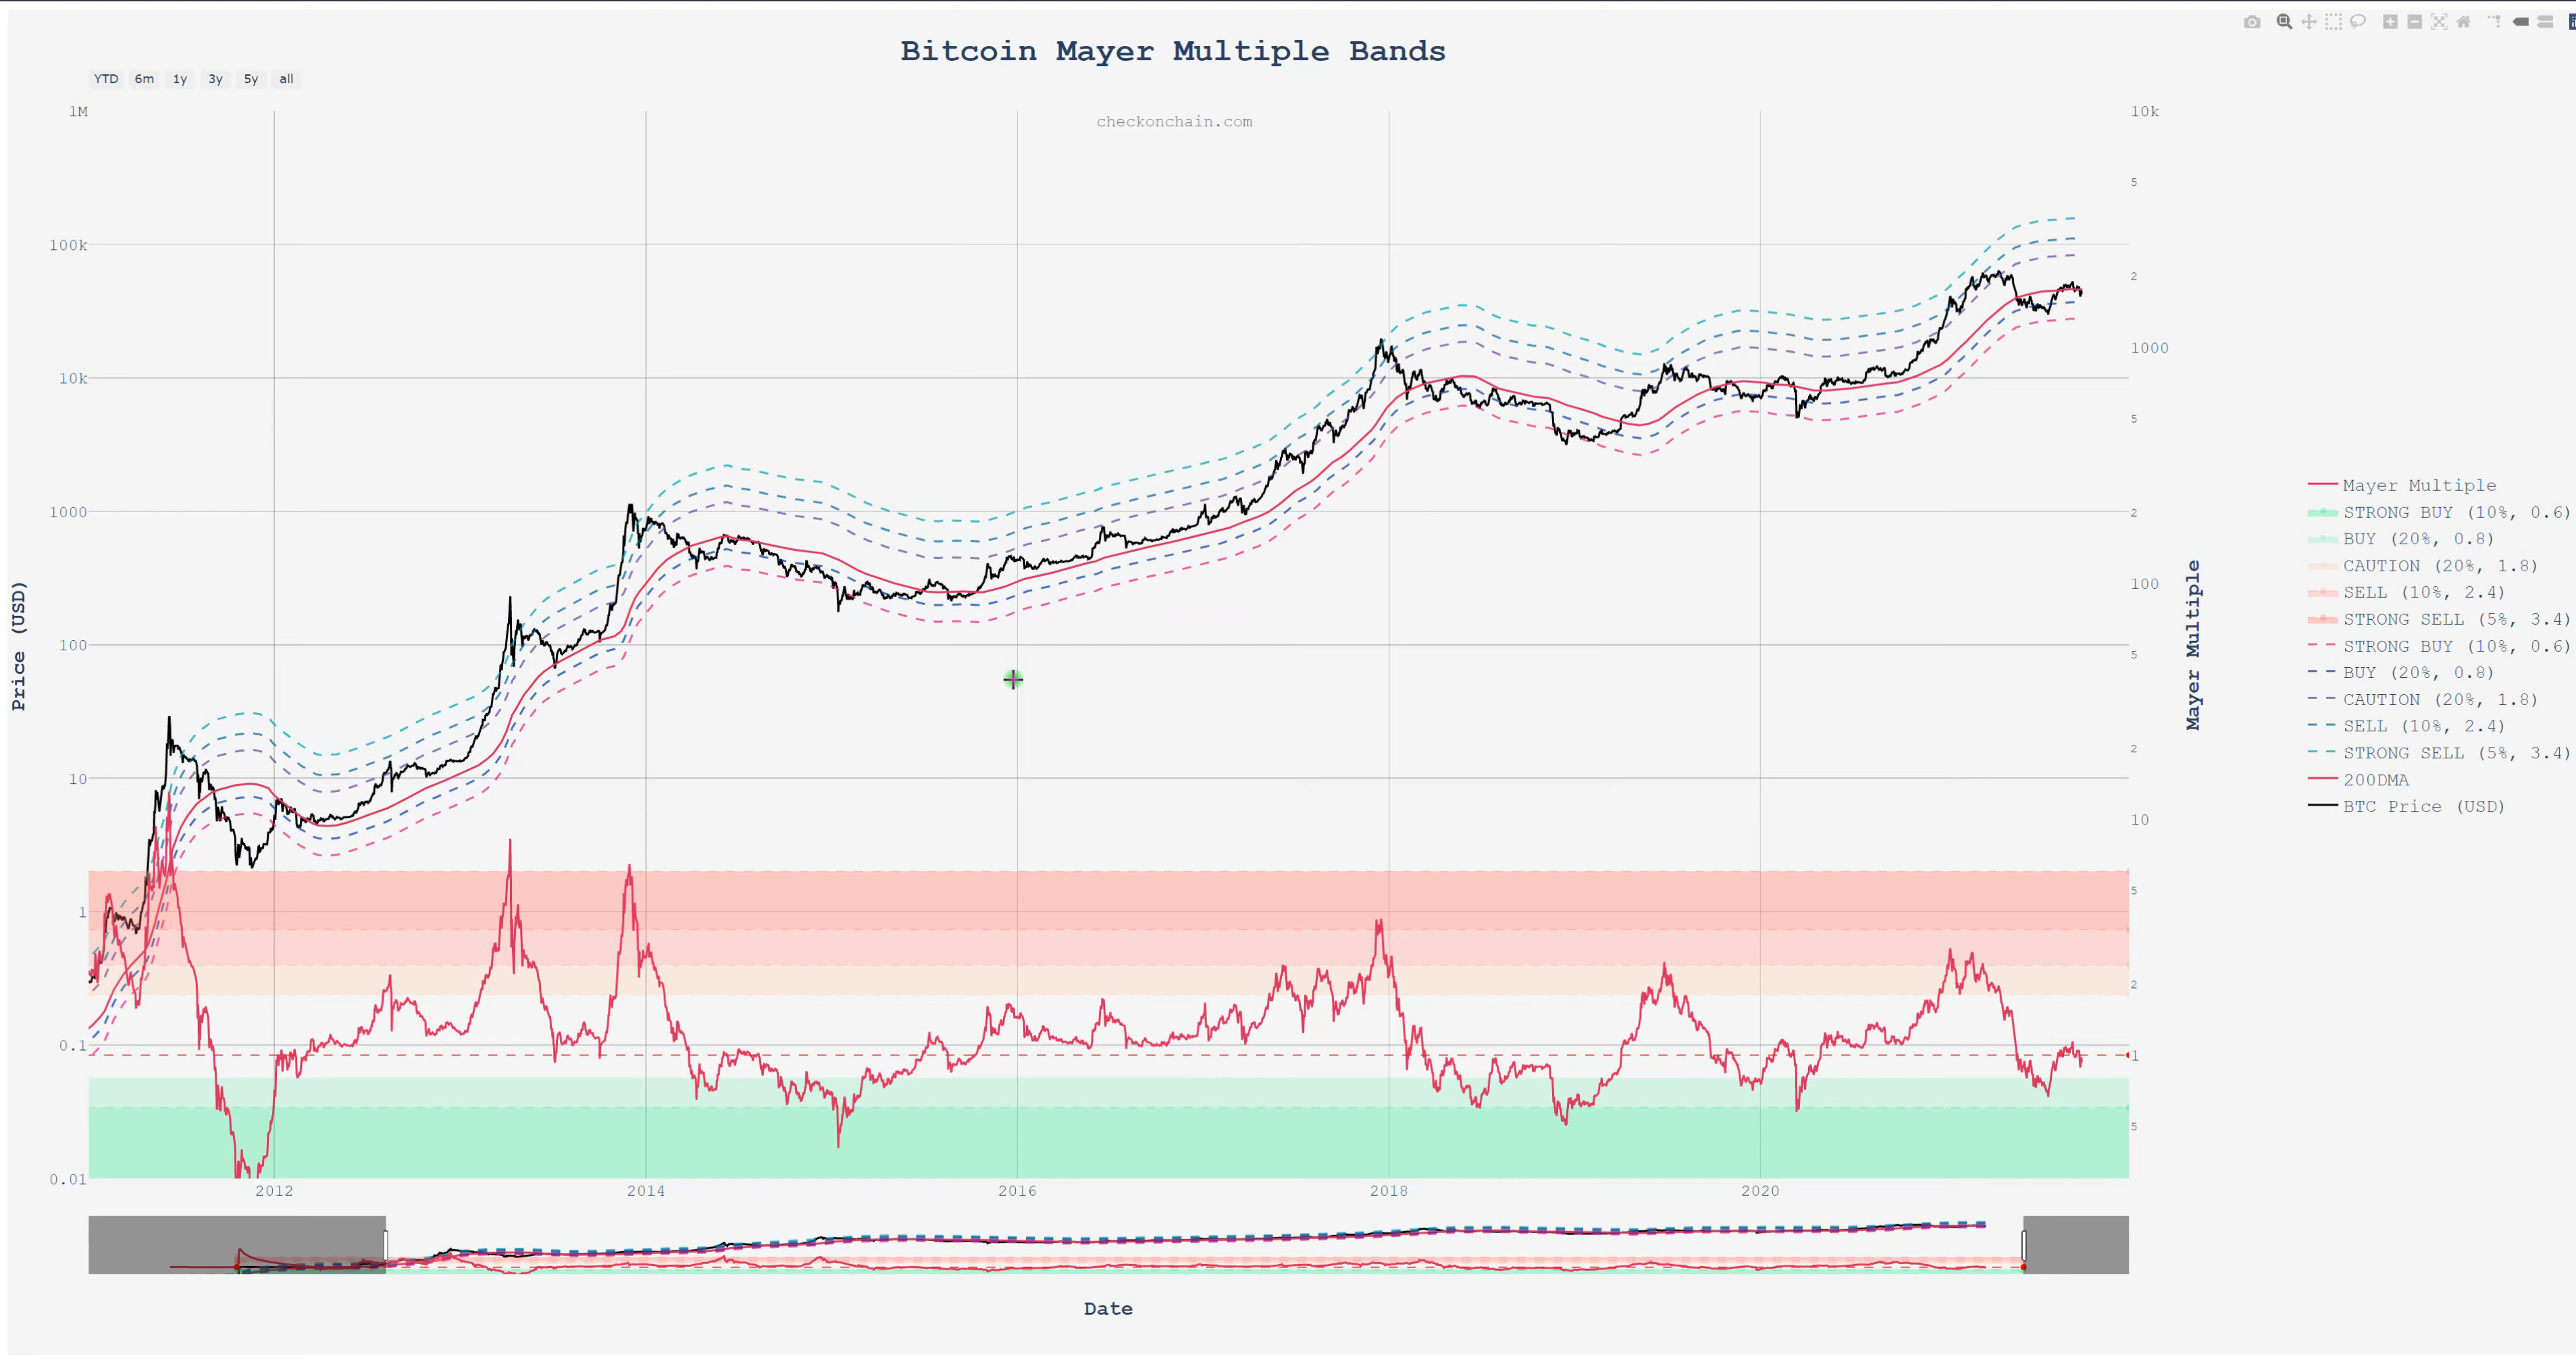 Bitcoin Mayer Multiple Bands
YTD 6m 1y 3y 5y all
checkonchain.com
1M
100k
10k
1000
100
10
1
0.1
0.01
Price (USD)
10k
5
2
1000
5
2
100
5
2
10
5
2
1
5
Mayer Multiple
Mayer Multiple
STRONG BUY (10%, 0.6)
BUY (20%, 0.8)
CAUTION (20%, 1.8)
SELL (10%, 2.4)
STRONG SELL (5%, 3.4)
STRONG BUY (10%, 0.6)
BUY (20%, 0.8)
CAUTION (20%, 1.8)
SELL (10%, 2.4)
STRONG SELL (5%, 3.4)
200DMA
BTC Price (USD)
2012 2014 2016 2018 2020
Date